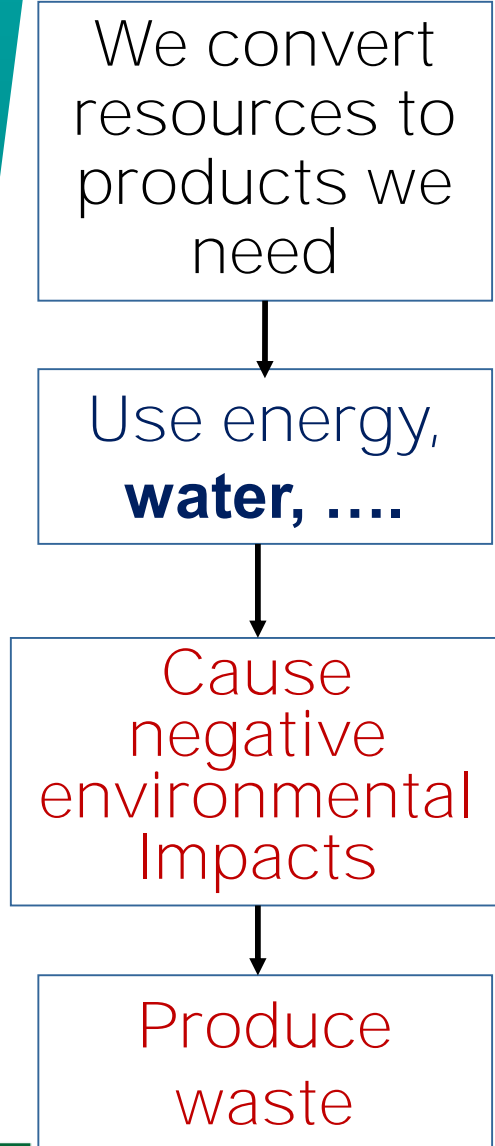 We convert
resources to
products we
need
Use energy,
water, ....
Cause
negative
environmental
Impacts
Produce
waste